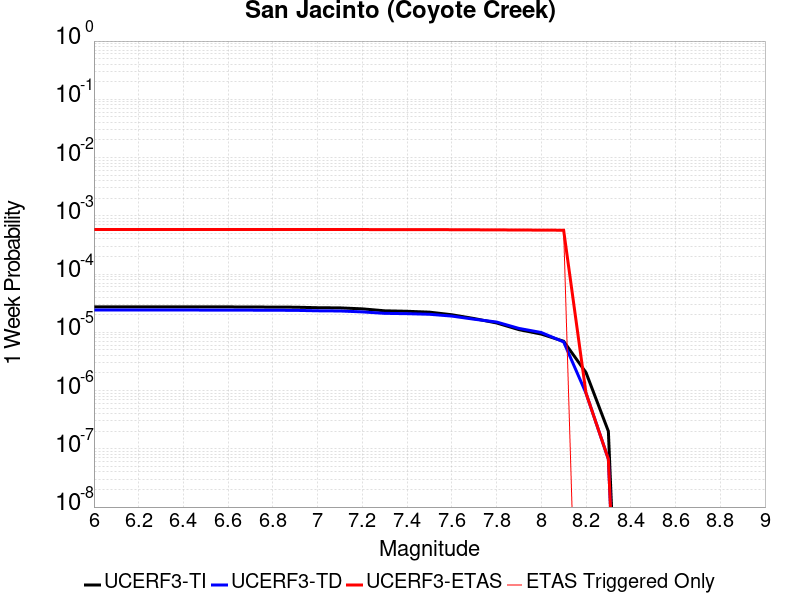 San Jacinto (Coyote Creek)
10^0
10^-1
10^-2
10^-3
10^-4
10^-5
10^-6
10^-7
10^-8
1 Week Probability
6 6.2 6.4 6.6 6.8 7 7.2 7.4 7.6 7.8 8 8.2 8.4 8.6 8.8 9
Magnitude
UCERF3-TI UCERF3-TD UCERF3-ETAS ETAS Triggered Only